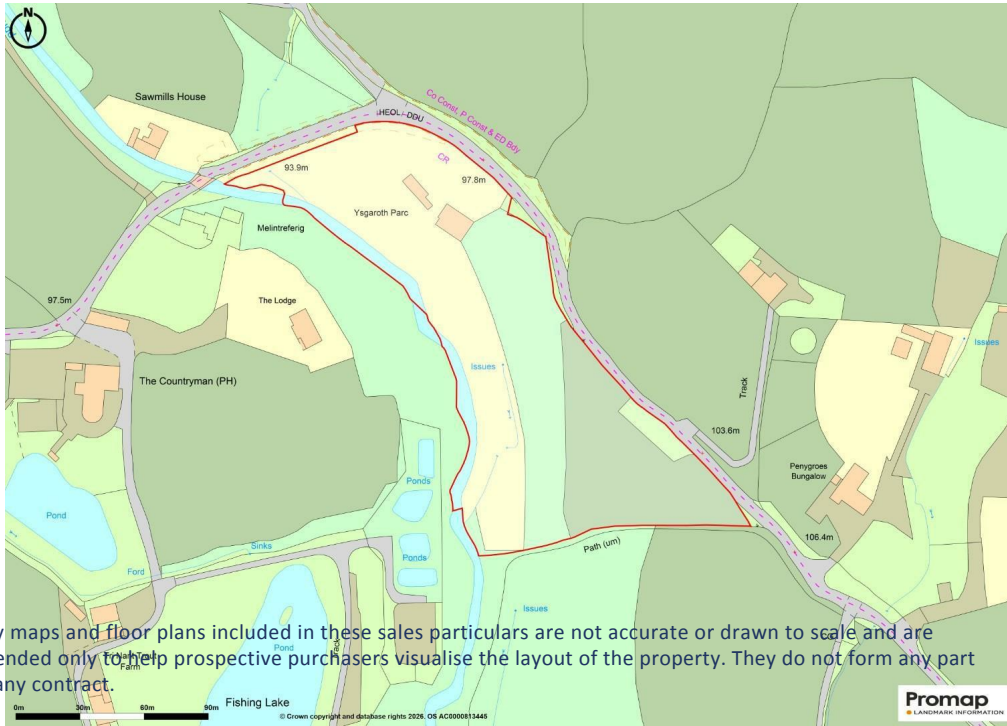 N
Sawmills House
Co Const, P Const & ED Bdy
93.9m
CR
97.8m
Ysgaroth Parc
Melintreferig
The Lodge
97.5m
The Countryman (PH)
Issues
Issues
Track
103.6m
Penygroes
Bungalow
106.4m
Pond
Ponds
Ponds
Path (um)
Sinks
Ford
Issues
Track
Pond
Farm
y maps and floor plans included in these sales particulars are not accurate or drawn to scale and are
ended only to help prospective purchasers visualise the layout of the property. They do not form any part
any contract.
Fishing Lake
0m 30m 60m 90m
© Crown copyright and database rights 2026. OS AC0000813445
Promap
LANDMARK INFORMATION